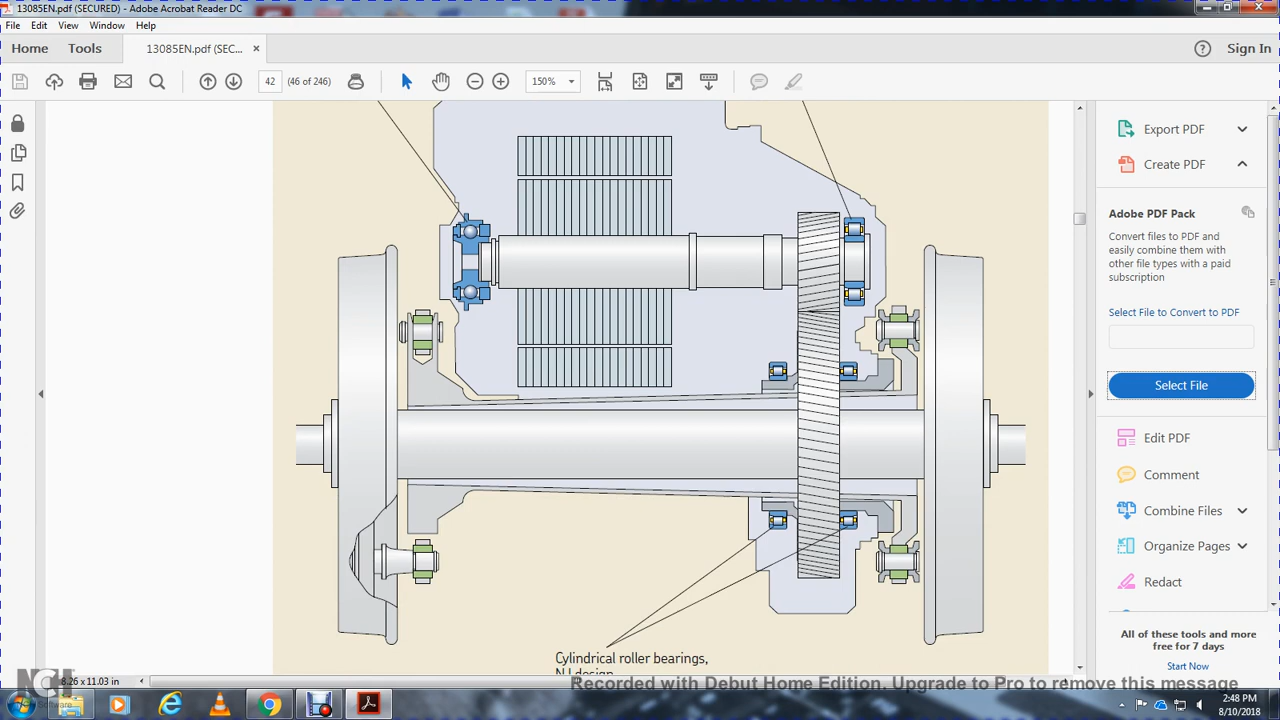 13085EN.pdf (SECURED) - Adobe Acrobat Reader DC
File Edit View Window Help
Home Tools 13085EN.pdf (SEC... × Sign In
42 (46 of 246) 150%
Export PDF
Create PDF
Adobe PDF Pack
Convert files to PDF and
easily combine them with
other file types with a paid
subscription
Select File to Convert to PDF
Select File
Edit PDF
Comment
Combine Files
Organize Pages
Redact
All of these tools and more
free for 7 days
Start Now
Cylindrical roller bearings,
NJ design
8.26 x 11.03 in
NCH
Software
Recorded with Debut Home Edition. Upgrade to Pro to remove this message
2:48 PM
8/10/2018